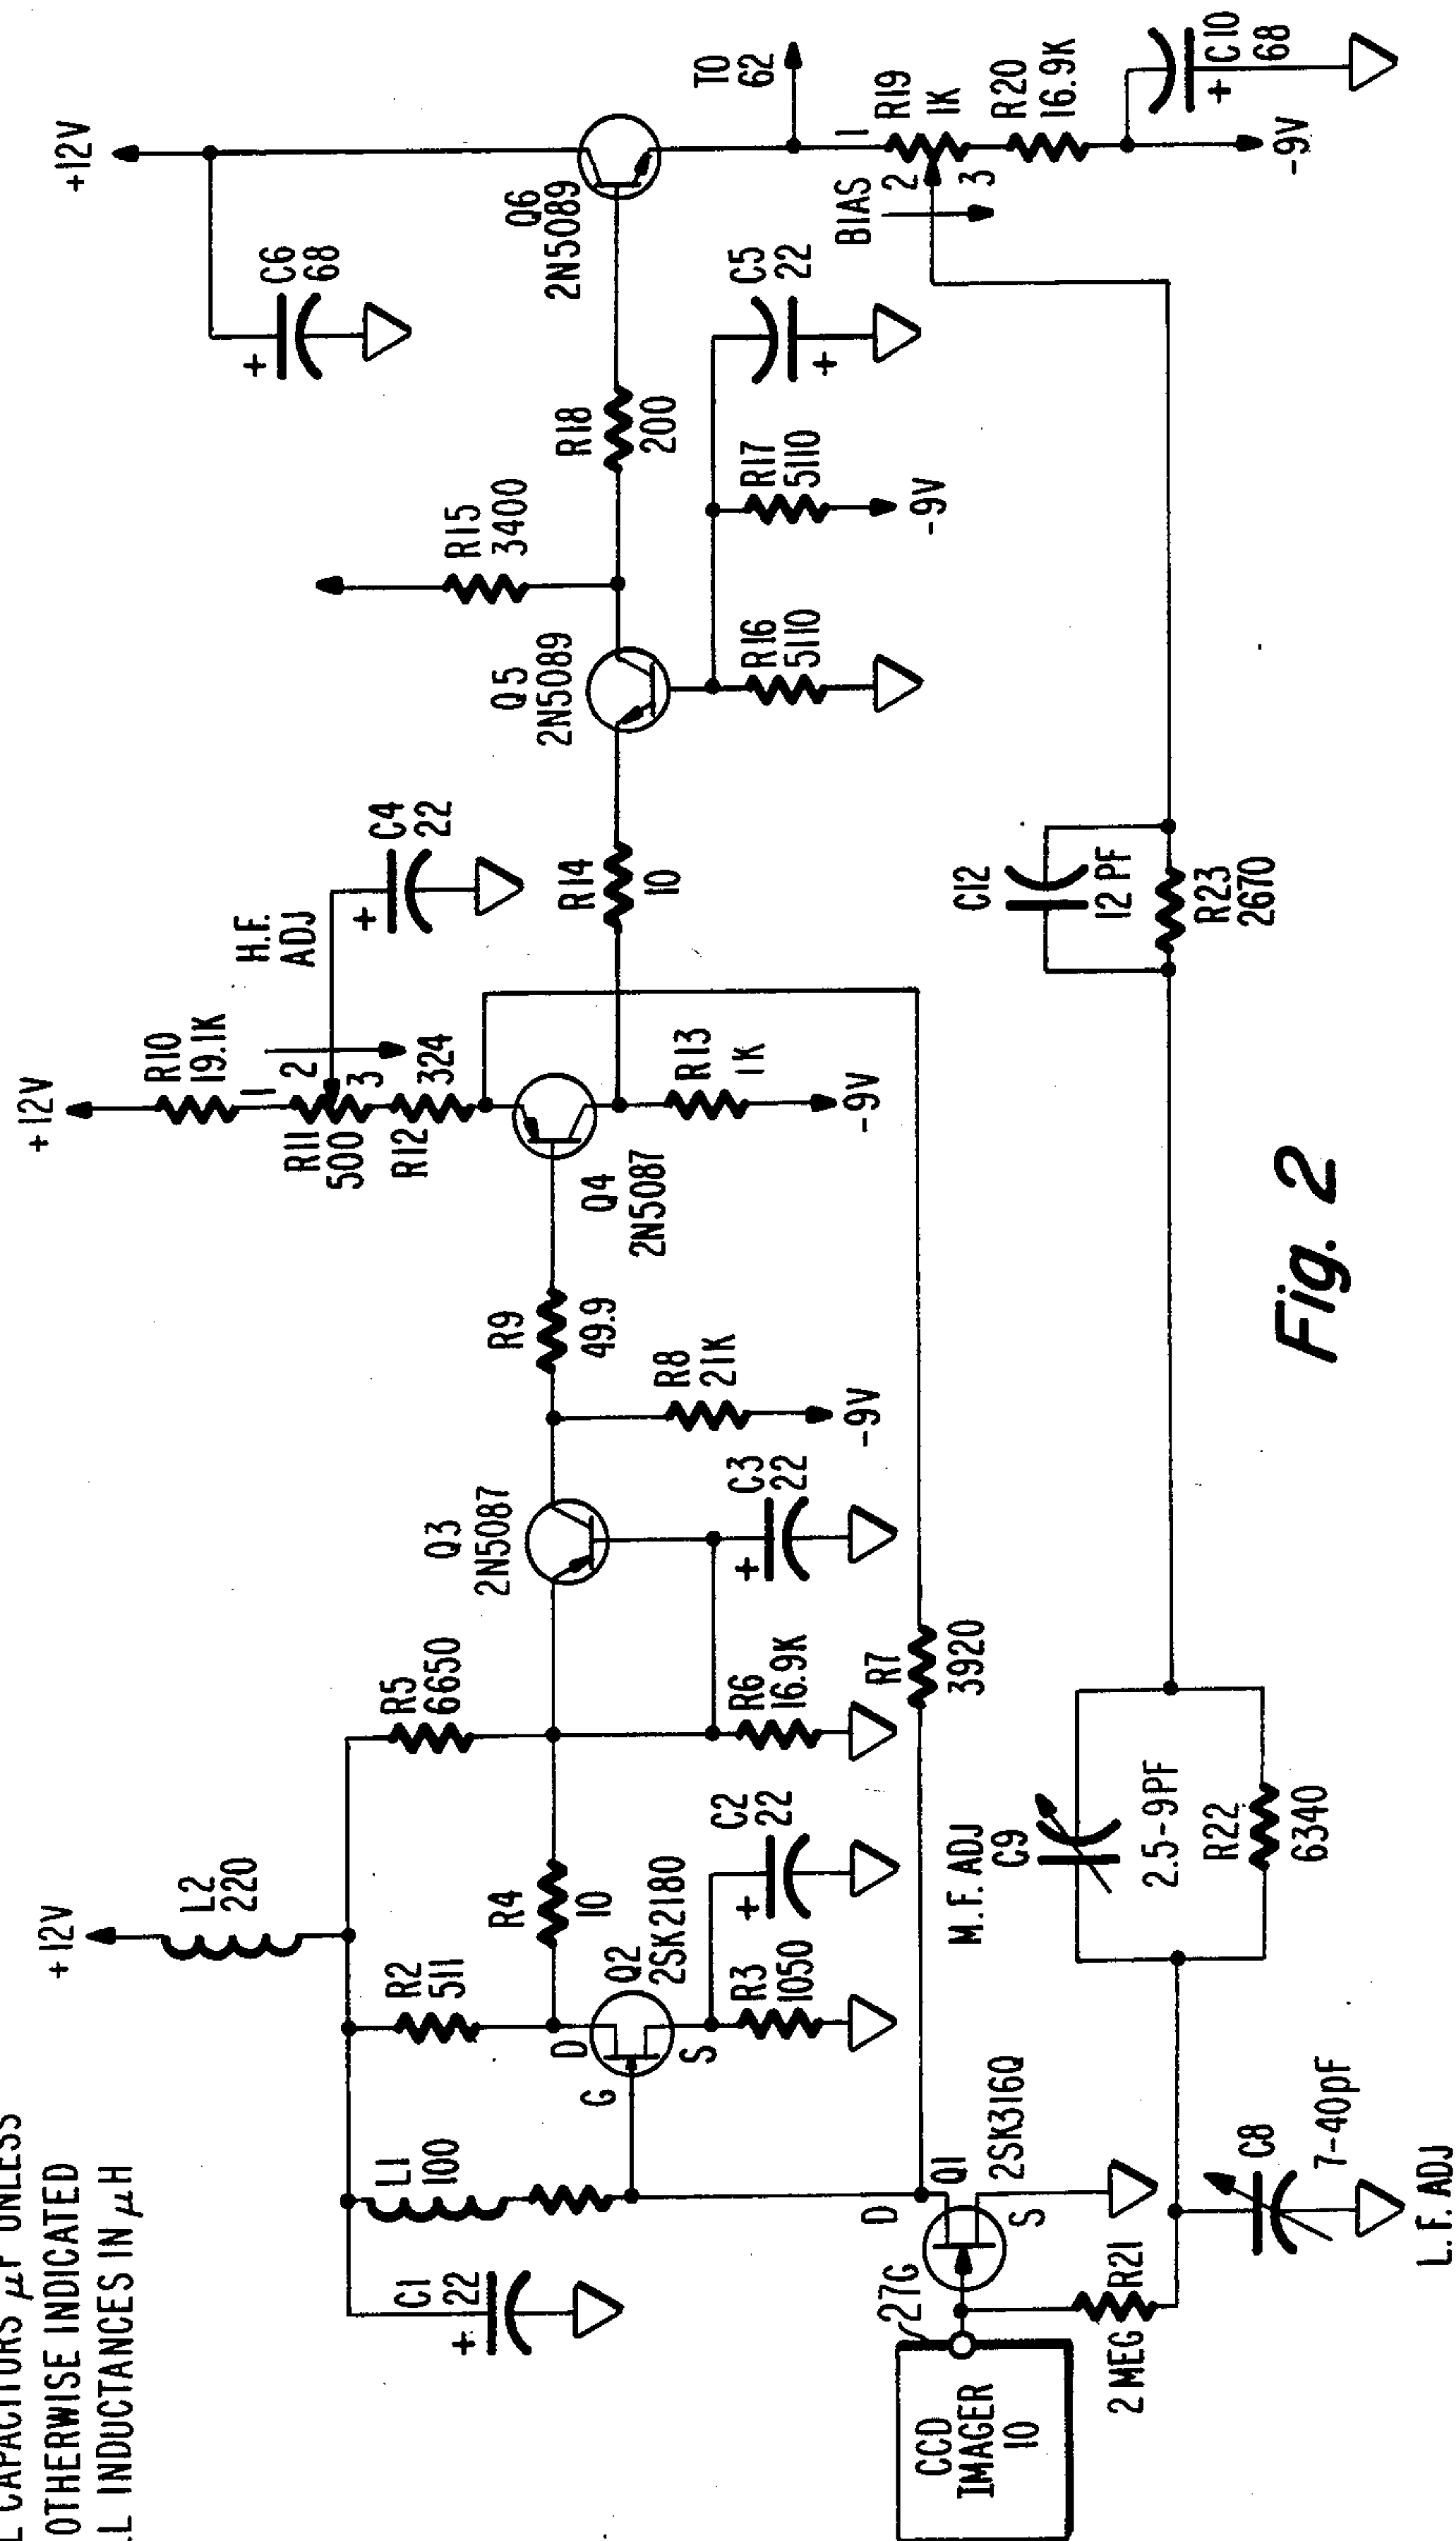 L CAPACITORS µF UNLESS
OTHERWISE INDICATED
LL INDUCTANCES IN µH
+12V
L2
220
C1
22
+
L1
100
R2
511
R5
6650
R4
10
Q2
2SK2180
D
G
S
R3
1050
C2
22
+
R6
16.9K
C3
22
+
Q3
2N5087
R9
49.9
R8
21K
-9V
+12V
R10
19.1K
1
2
3
R11
500
R12
324
H.F.
ADJ
C4
22
+
Q4
2N5087
R13
1K
-9V
R14
10
Q5
2N5089
R15
3400
R16
5110
R17
5110
-9V
C5
22
+
R18
200
Q6
2N5089
+12V
C6
68
+
TO
62
BIAS
1
2
3
R19
1K
R20
16.9K
-9V
C10
68
+
R7
3920
CCD
IMAGER
10
27G
D
Q1
2SK316Q
S
2 MEG
R21
C8
7-40pF
L.F. ADJ
M.F. ADJ
C9
2.5-9PF
R22
6340
C12
12 PF
R23
2670
Fig. 2